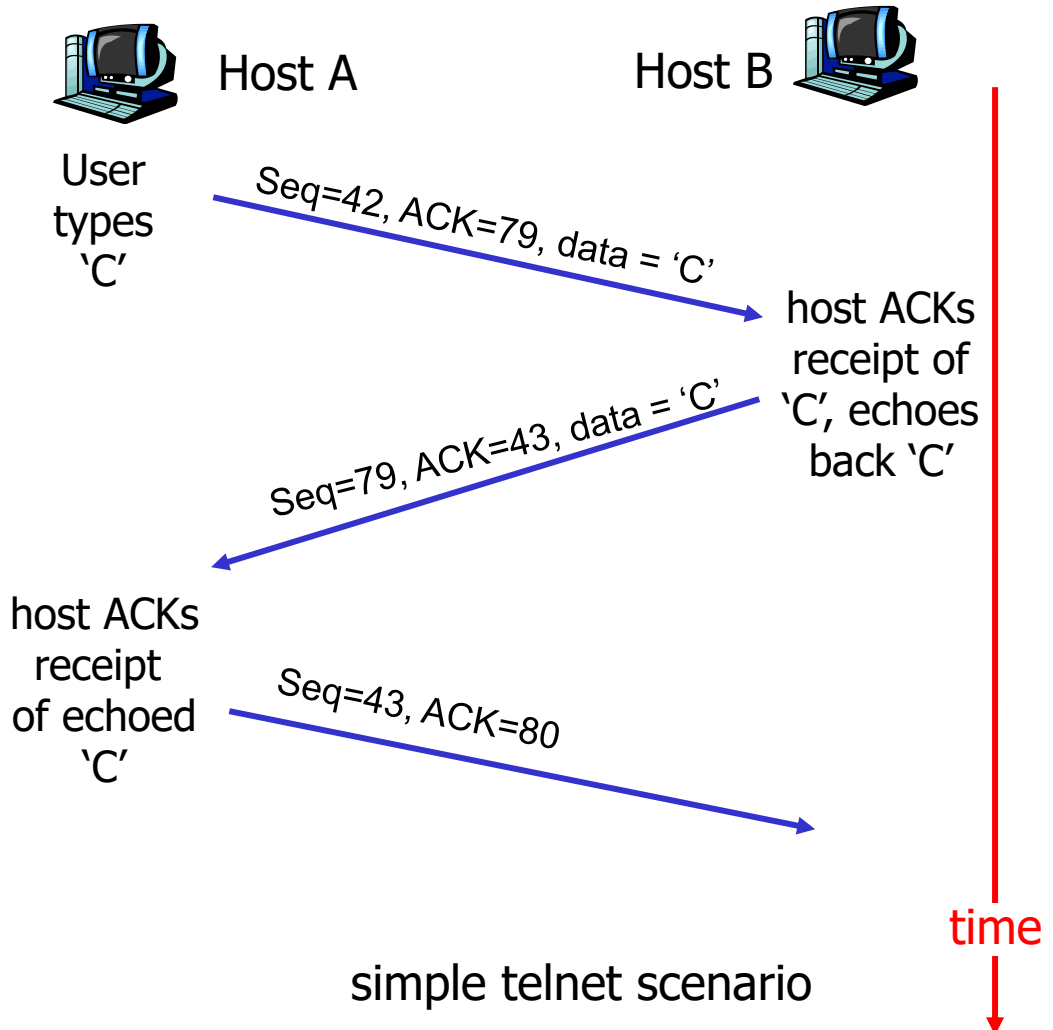 Host A
Host B
User
types
‘C’
Seq=42, ACK=79, data = ‘C’
host ACKs
receipt of
‘C’, echoes
back ‘C’
Seq=79, ACK=43, data = ‘C’
host ACKs
receipt
of echoed
‘C’
Seq=43, ACK=80
time
simple telnet scenario